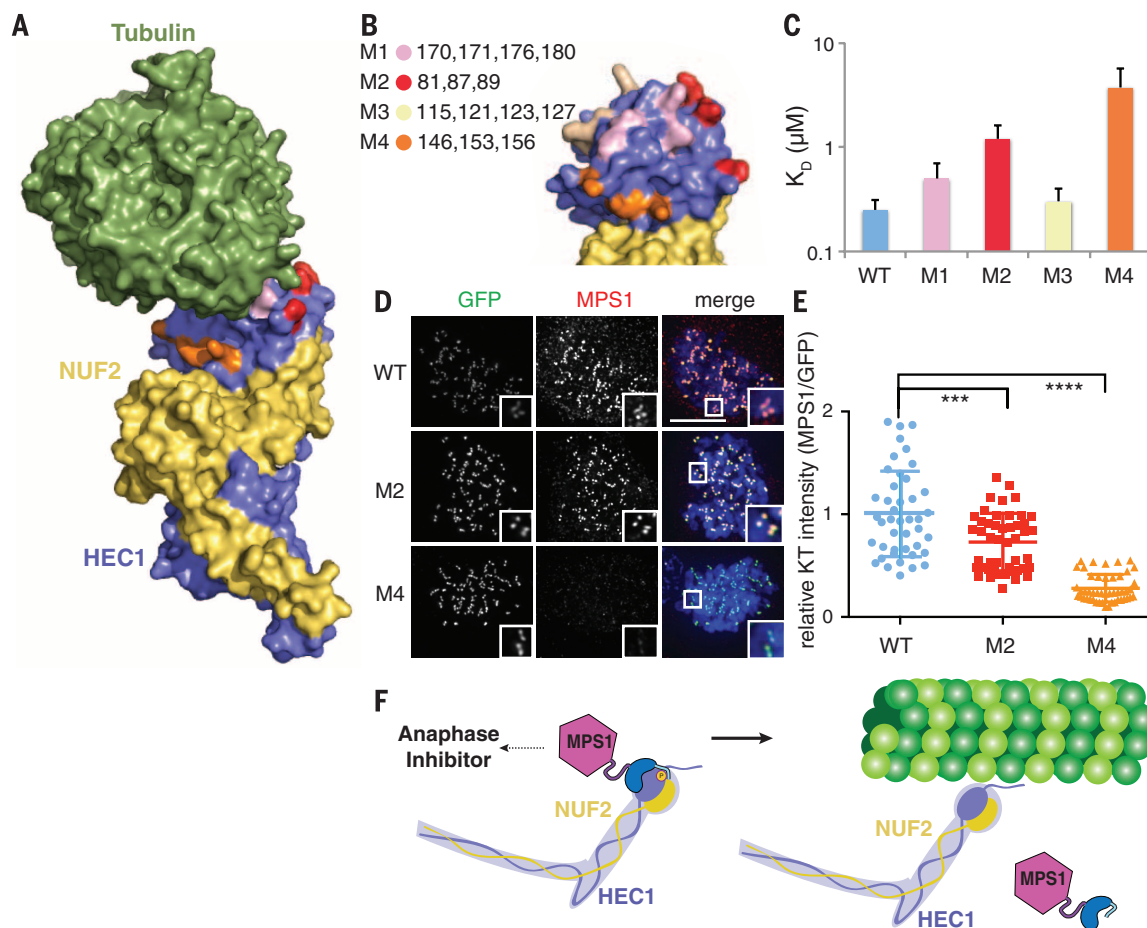 A
Tubulin
NUF2
HEC1
B
M1 170,171,176,180
M2 81,87,89
M3 115,121,123,127
M4 146,153,156
C
K_D (μM)
10
1
0.1
WT M1 M2 M3 M4
D
GFP MPS1 merge
WT
M2
M4
E
relative KT intensity (MPS1/GFP)
*** ****
2
1
0
WT M2 M4
F
Anaphase
Inhibitor
MPS1
P
NUF2
HEC1
NUF2
HEC1
MPS1